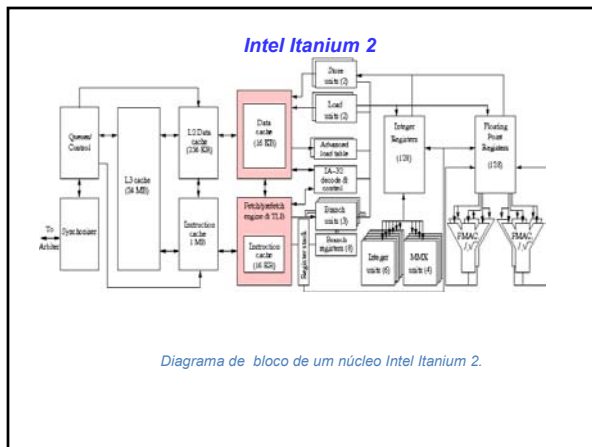 Intel Itanium 2
Store
units (2)
Load
units (2)
Data
cache
(16 KB)
Advanced
load table
IA-32
decode &
control
Queues/
Control
L3 cache
(24 MB)
L2 Data
cache
(256 KB)
Integer
Registers
(128)
Floating
Point
Registers
(128)
Fetch/prefetch
engine & TLB
Instruction
cache
(16 KB)
Branch
units (3)
Branch
registers (8)
Register stack
Synchronizer
Instruction
cache
1 MB
To
Arbiter
Integer
units (6)
MMX
units (4)
FMAC
FMAC
Diagrama de bloco de um núcleo Intel Itanium 2.